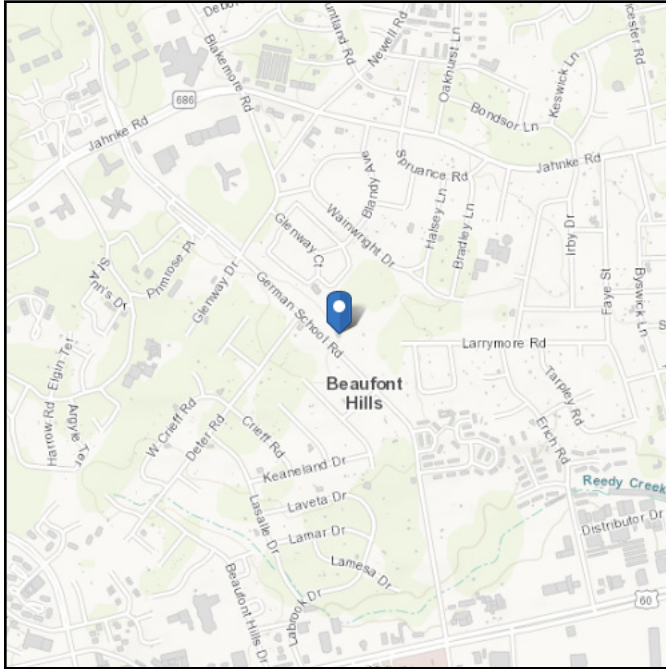 Blakemore Rd
Newell Rd
Oakhurst Ln
Keswick Ln
Bondsor Ln
686
Jahnke Rd
Jahnke Rd
Spruance Rd
Blandy Ave
Halsey Ln
Bradley Ln
Wainwright Dr
Glenway Ct
Irby Dr
Faye St
Byswick Ln
Primrose Pl
St Ann's Dr
Glenway Dr
German School Rd
Larrymore Rd
Beaufont
Hills
Elgin Ter
Harrow Rd
Argyle Ter
W Crieff Rd
Deter Rd
Crieff Rd
Tarpley Rd
Erich Rd
Keaneland Dr
Reedy Creek
Laveta Dr
Lasalle Dr
Lamar Dr
Distributor Dr
Lamesa Dr
Beaufont Hills Dr
Labrook Dr
60